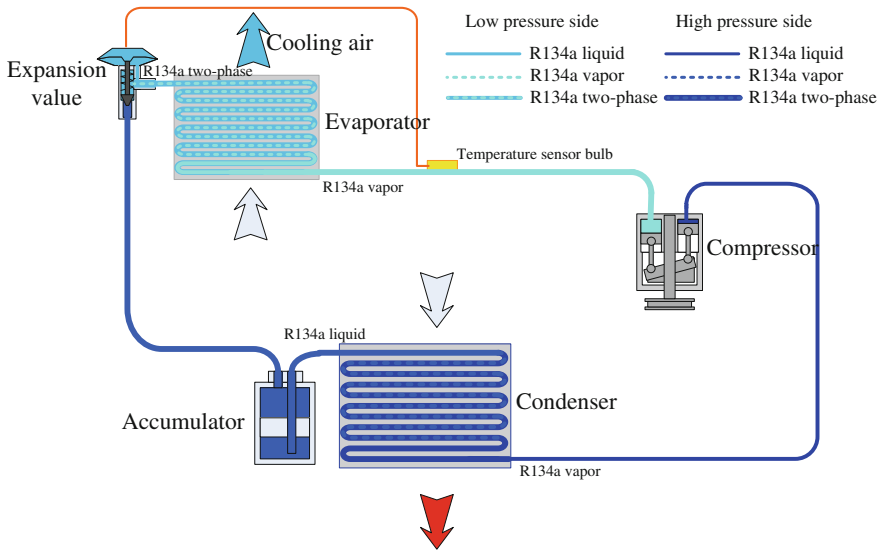 Low pressure side
High pressure side
R134a liquid
R134a liquid
R134a vapor
R134a vapor
R134a two-phase
R134a two-phase
Cooling air
Expansion
value
R134a two-phase
Evaporator
Temperature sensor bulb
R134a vapor
Compressor
R134a liquid
Accumulator
Condenser
R134a vapor